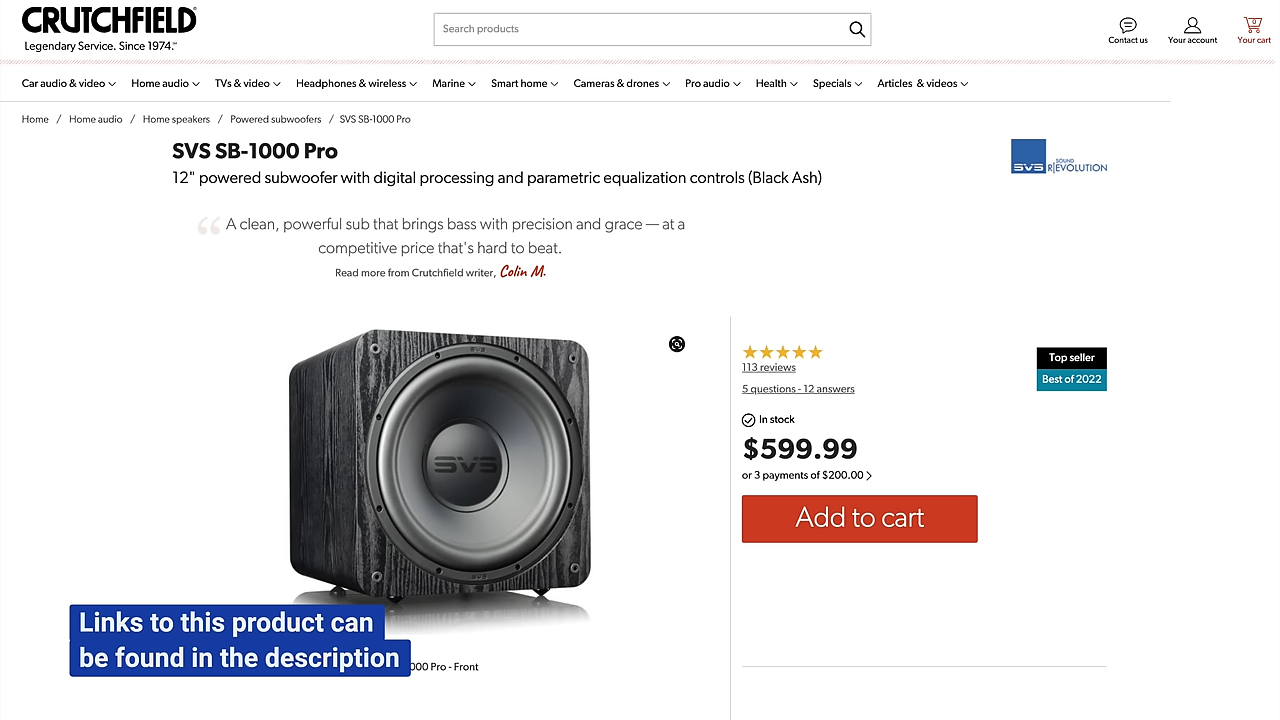 CRUTCHFIELD®
Legendary Service. Since 1974.℠
Search products
Contact us
Your account
0
Your cart
Car audio & video
Home audio
TVs & video
Headphones & wireless
Marine
Smart home
Cameras & drones
Pro audio
Health
Specials
Articles & videos
Home / Home audio / Home speakers / Powered subwoofers / SVS SB-1000 Pro
SVS SB-1000 Pro
12" powered subwoofer with digital processing and parametric equalization controls (Black Ash)
SVS SOUND R|EVOLUTION
“ A clean, powerful sub that brings bass with precision and grace — at a
competitive price that's hard to beat.
Read more from Crutchfield writer, Colin M.
SVS
SVS
SVS
113 reviews
5 questions - 12 answers
Top seller
Best of 2022
In stock
$599.99
or 3 payments of $200.00
Add to cart
Links to this product can
be found in the description
000 Pro - Front